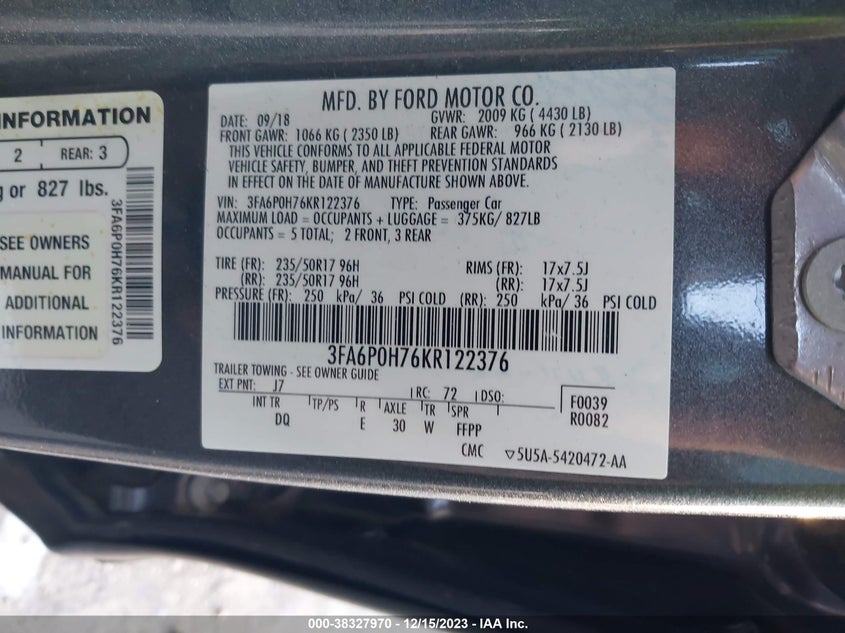 INFORMATION
2 REAR: 3
or 827 lbs.
SEE OWNERS
MANUAL FOR
ADDITIONAL
INFORMATION
3FA6P0H76KR122376
MFD. BY FORD MOTOR CO.
DATE: 09/18 GVWR: 2009 KG ( 4430 LB)
FRONT GAWR: 1066 KG ( 2350 LB) REAR GAWR: 966 KG ( 2130 LB)
THIS VEHICLE CONFORMS TO ALL APPLICABLE FEDERAL MOTOR
VEHICLE SAFETY, BUMPER, AND THEFT PREVENTION STANDARDS
IN EFFECT ON THE DATE OF MANUFACTURE SHOWN ABOVE.
VIN: 3FA6P0H76KR122376 TYPE: Passenger Car
MAXIMUM LOAD = OCCUPANTS + LUGGAGE = 375KG/ 827LB
OCCUPANTS = 5 TOTAL; 2 FRONT, 3 REAR
TIRE (FR): 235/50R17 96H RIMS (FR): 17x7.5J
(RR): 235/50R17 96H (RR): 17x7.5J
PRESSURE (FR): 250 kPa/ 36 PSI COLD (RR): 250 kPa/ 36 PSI COLD
3FA6P0H76KR122376
TRAILER TOWING - SEE OWNER GUIDE
EXT PNT: J7 RC: 72 DSO: F0039
INT TR TP/PS R AXLE TR SPR R0082
DQ E 30 W FFPP
CMC ▽5U5A-5420472-AA
000-38327970 - 12/15/2023 - IAAI Inc.